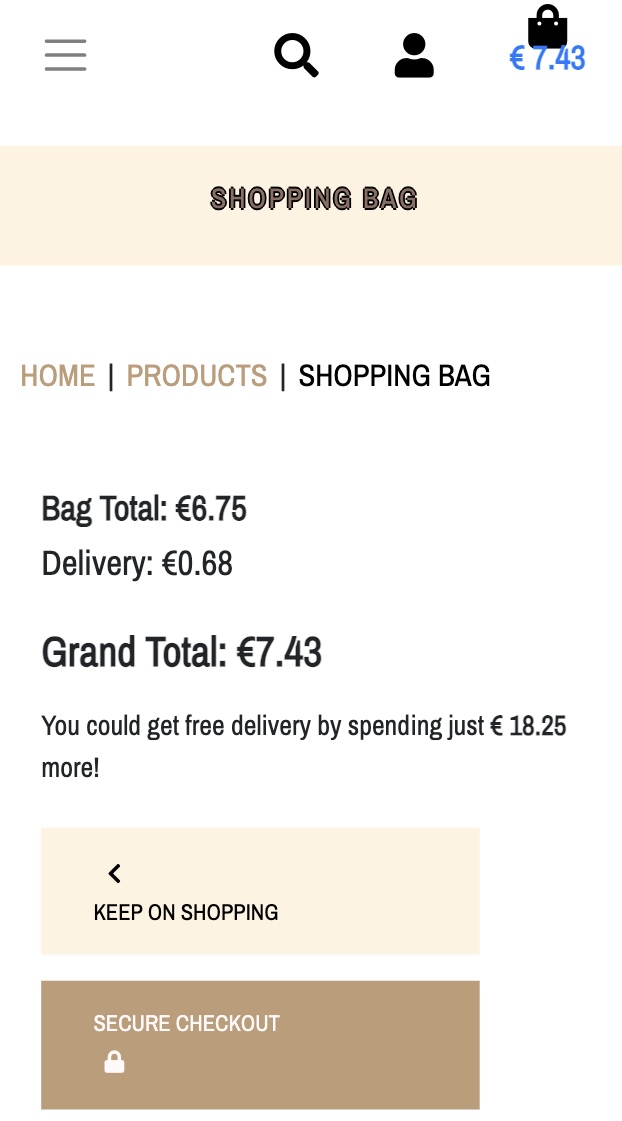 € 7.43
SHOPPING BAG
HOME | PRODUCTS | SHOPPING BAG
Bag Total: €6.75
Delivery: €0.68
Grand Total: €7.43
You could get free delivery by spending just € 18.25
more!
KEEP ON SHOPPING
SECURE CHECKOUT